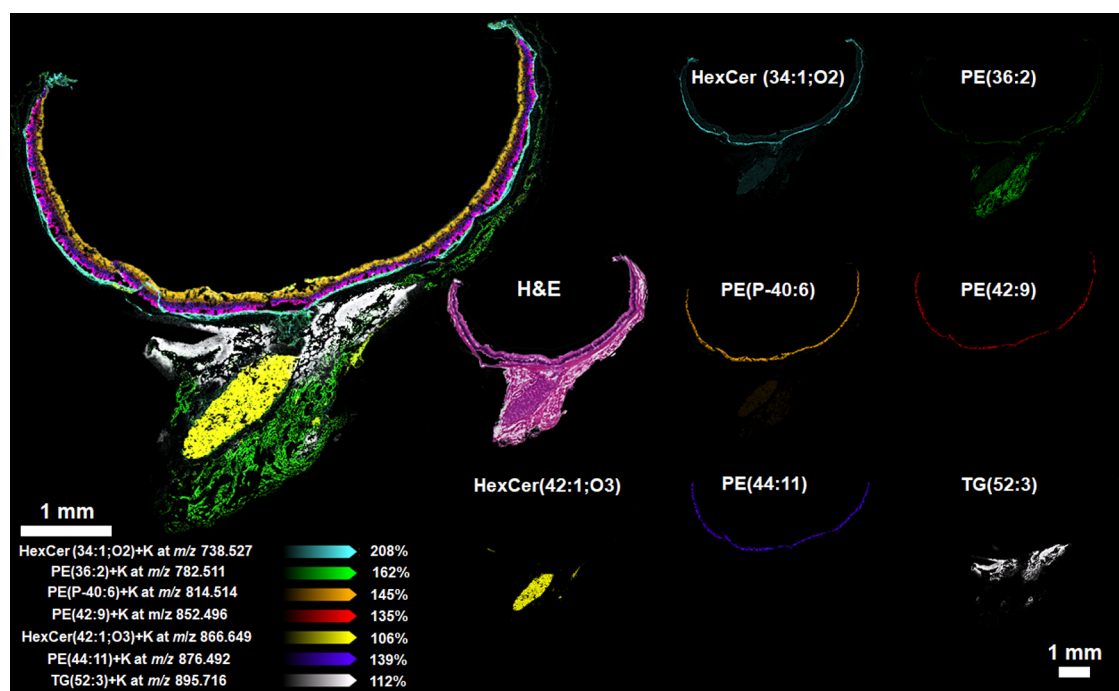 HexCer (34:1;O2)
PE(36:2)
H&E
PE(P-40:6)
PE(42:9)
HexCer(42:1;O3)
PE(44:11)
TG(52:3)
1 mm
HexCer(34:1;O2)+K at m/z 738.527
208%
PE(36:2)+K at m/z 782.511
162%
PE(P-40:6)+K at m/z 814.514
145%
PE(42:9)+K at m/z 852.496
135%
HexCer(42:1;O3)+K at m/z 866.649
106%
PE(44:11)+K at m/z 876.492
139%
TG(52:3)+K at m/z 895.716
112%
1 mm